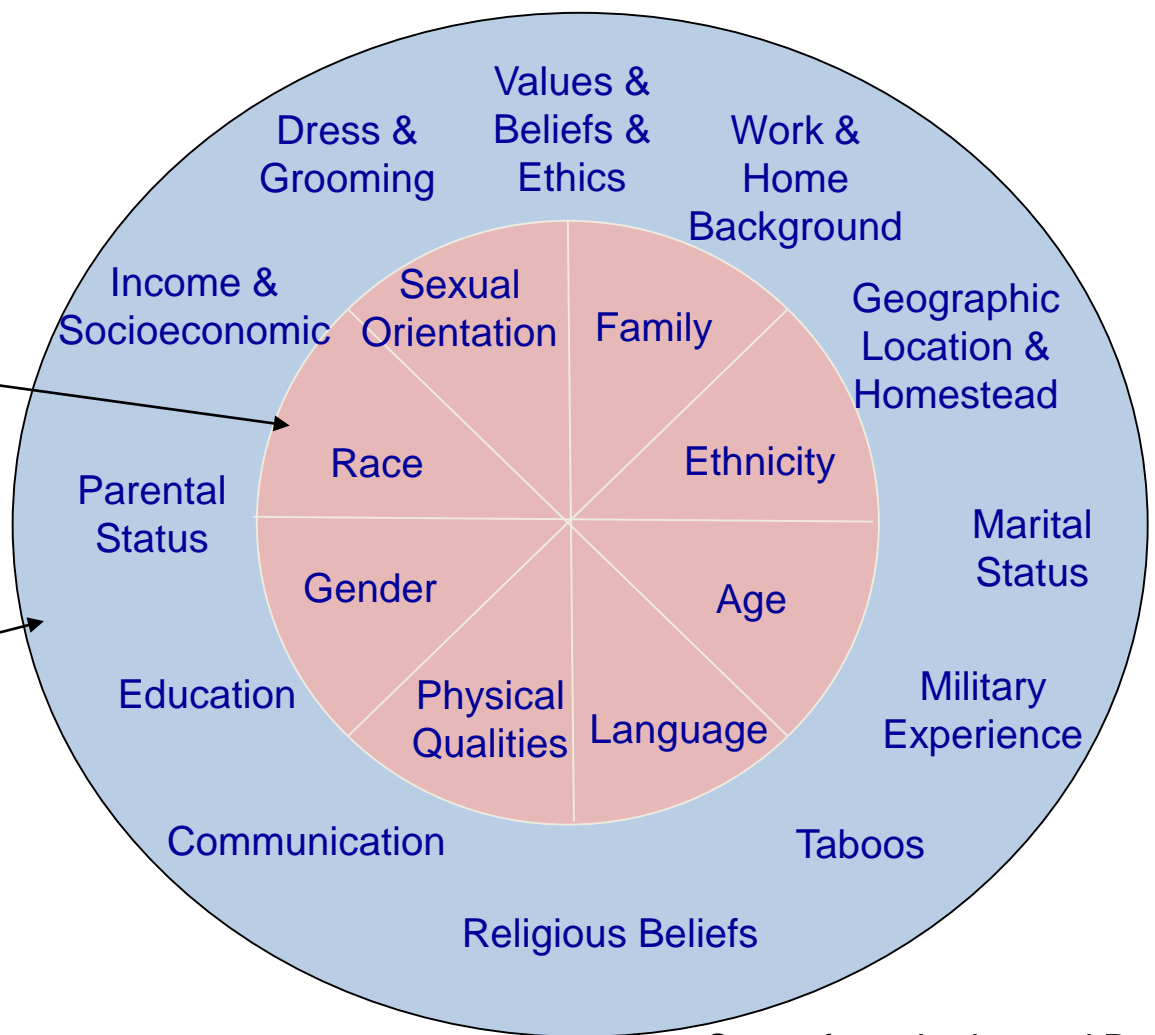 Values &
Beliefs &
Ethics
Dress &
Grooming
Work &
Home
Background
Income &
Socioeconomic
Geographic
Location &
Homestead
Parental
Status
Marital
Status
Education
Military
Experience
Communication
Taboos
Religious Beliefs
Sexual
Orientation
Family
Race
Ethnicity
Gender
Age
Physical
Qualities
Language